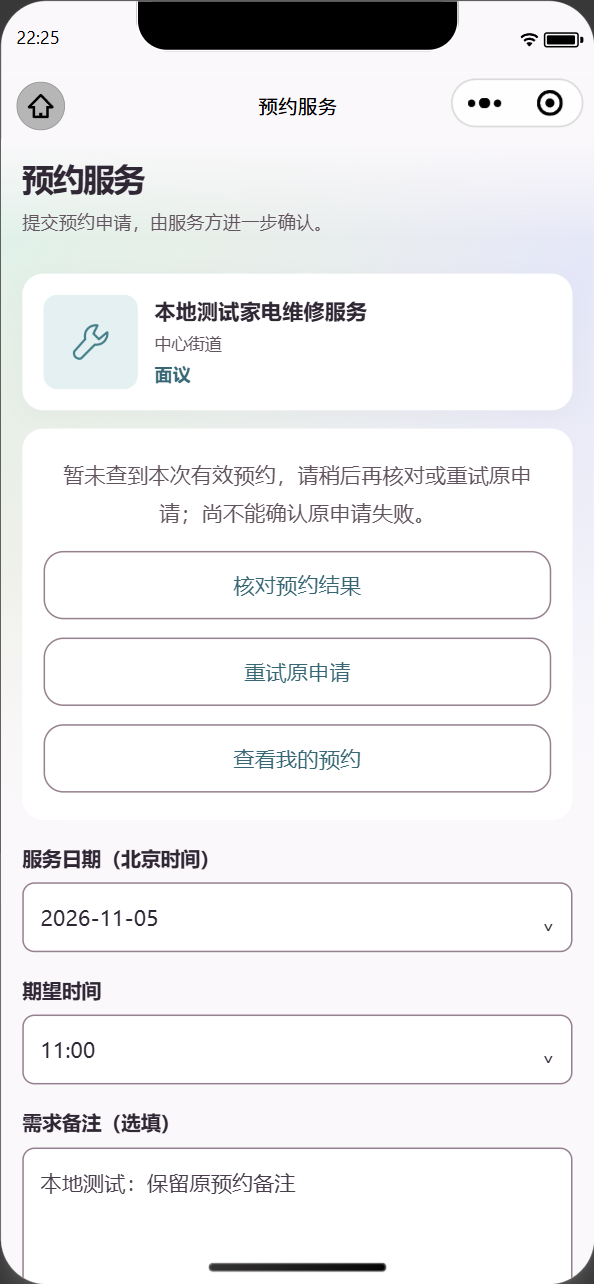 22:25
预约服务
预约服务
提交预约申请，由服务方进一步确认。
本地测试家电维修服务
中心街道
面议
暂未查到本次有效预约，请稍后再核对或重试原申
请；尚不能确认原申请失败。
核对预约结果
重试原申请
查看我的预约
服务日期（北京时间）
2026-11-05
期望时间
11:00
需求备注（选填）
本地测试：保留原预约备注